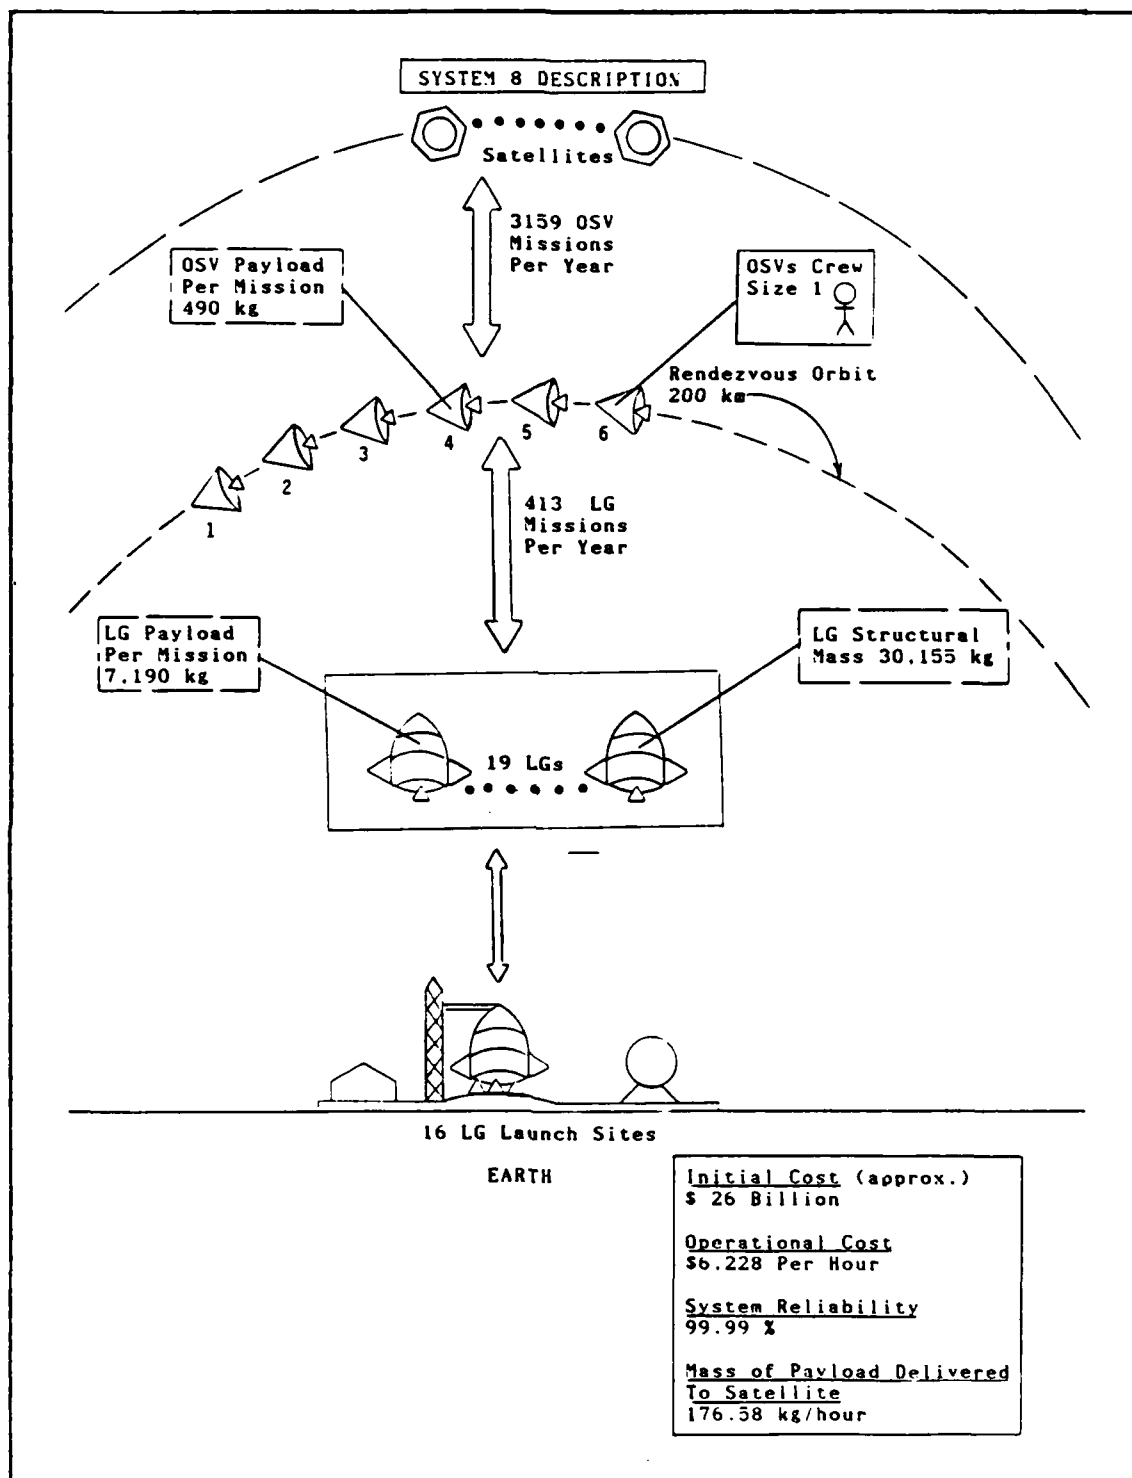 SYSTEM 8 DESCRIPTION
Satellites
3159 OSV
Missions
Per Year
OSV Payload
Per Mission
490 kg
OSVs Crew
Size 1
Rendezvous Orbit
200 km
1
2
3
4
5
6
413 LG
Missions
Per Year
LG Payload
Per Mission
7.190 kg
LG Structural
Mass 30.155 kg
19 LGs
16 LG Launch Sites
EARTH
Initial Cost (approx.)
$ 26 Billion
Operational Cost
$6.228 Per Hour
System Reliability
99.99 %
Mass of Payload Delivered
To Satellite
176.58 kg/hour